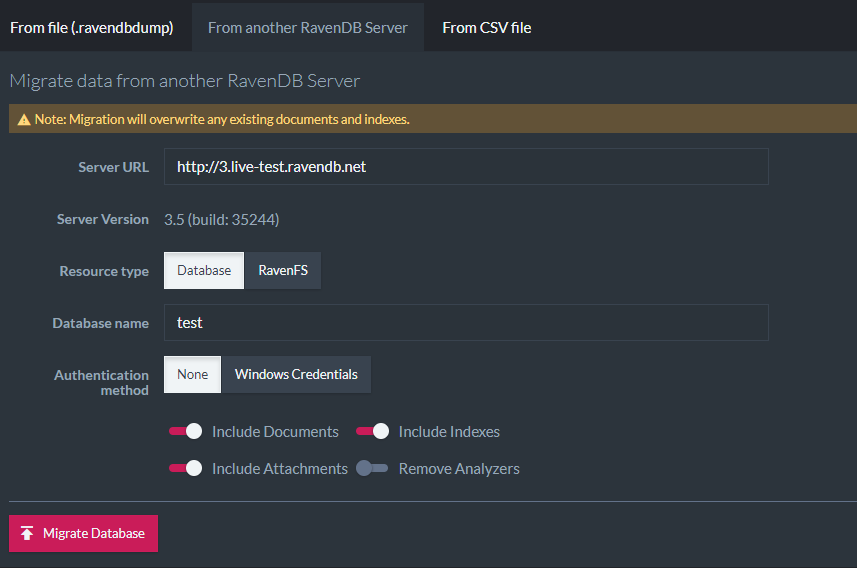 From file (.ravendbdump) From another RavenDB Server From CSV file
Migrate data from another RavenDB Server
Note: Migration will overwrite any existing documents and indexes.
Server URL http://3.live-test.ravendb.net
Server Version 3.5 (build: 35244)
Resource type Database RavenFS
Database name test
Authentication method None Windows Credentials
Include Documents Include Indexes
Include Attachments Remove Analyzers
Migrate Database